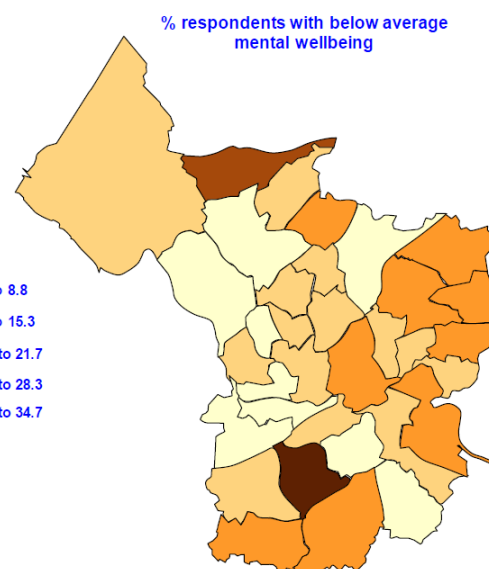 % respondents with below average
mental wellbeing
8.8
15.3
to 21.7
to 28.3
to 34.7